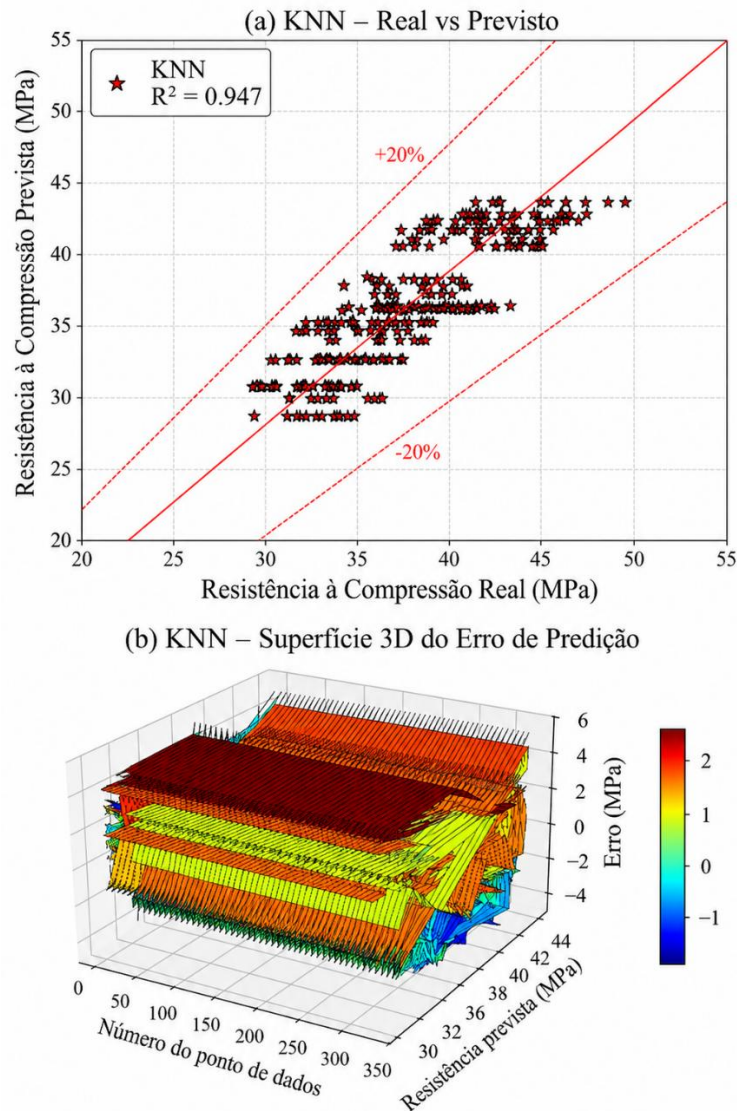 (a) KNN – Real vs Previsto
KNN
R² = 0.947
+20%
-20%
55
50
45
40
35
30
25
20
Resistência à Compressão Prevista (MPa)
20 25 30 35 40 45 50 55
Resistência à Compressão Real (MPa)
(b) KNN – Superfície 3D do Erro de Predição
6
4
2
0
−2
−4
Erro (MPa)
2
1
0
−1
0 50 100 150 200 250 300 350
Número do ponto de dados
30 32 34 36 38 40 42 44
Resistência prevista (MPa)